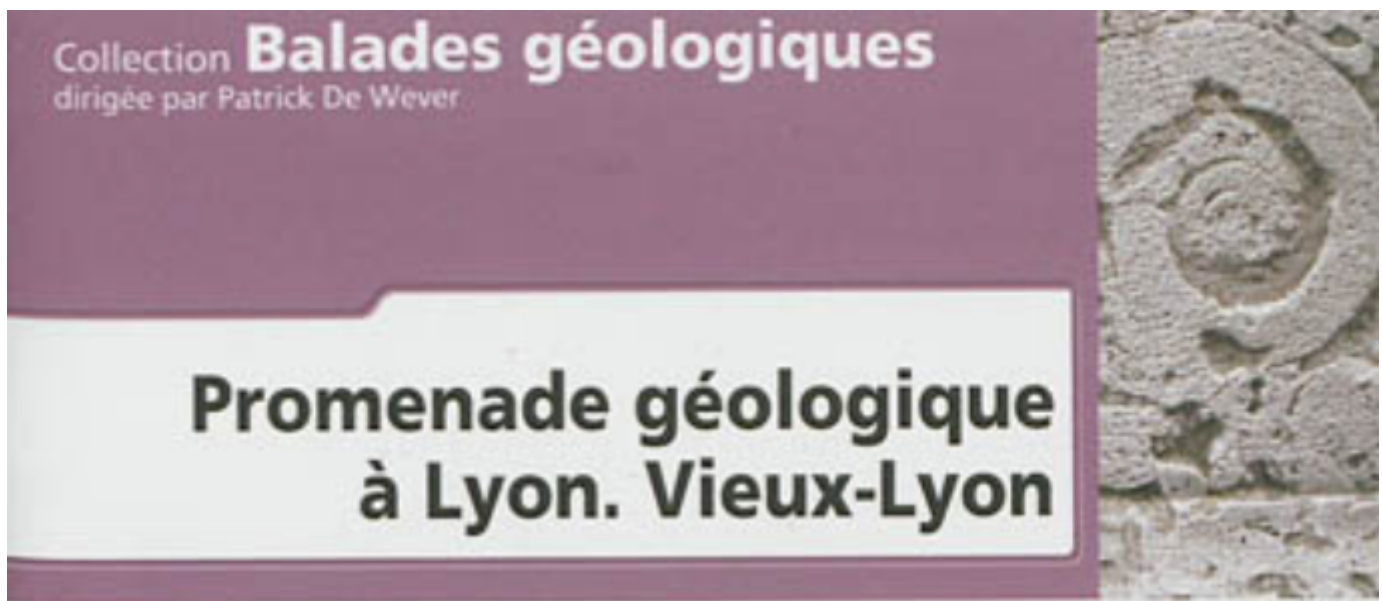 Collection Balades géologiques
dirigée par Patrick De Wever
Promenade géologique
à Lyon. Vieux-Lyon